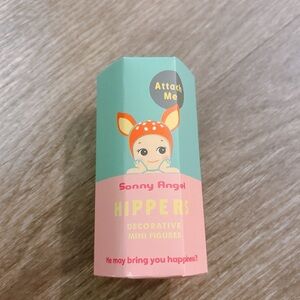 Attach
Me
Sonny Angel
HIPPERS
DECORATIVE
MINI FIGURES
He may bring you happiness!